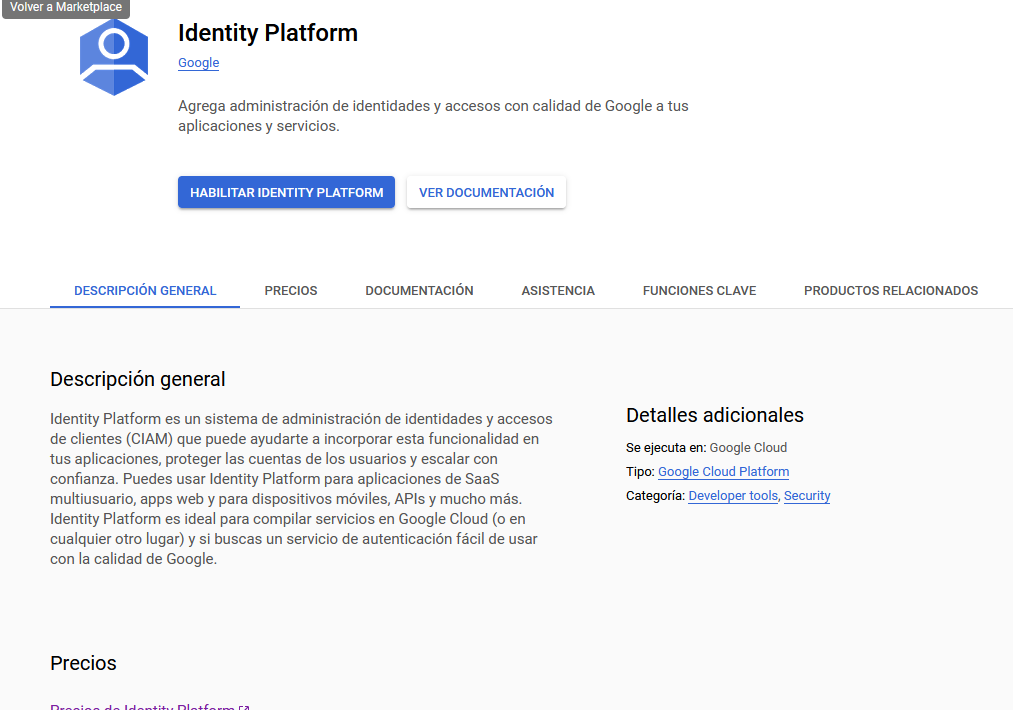 Volver a Marketplace
Identity Platform
Google
Agrega administración de identidades y accesos con calidad de Google a tus
aplicaciones y servicios.
HABILITAR IDENTITY PLATFORM
VER DOCUMENTACIÓN
DESCRIPCIÓN GENERAL
PRECIOS
DOCUMENTACIÓN
ASISTENCIA
FUNCIONES CLAVE
PRODUCTOS RELACIONADOS
Descripción general
Identity Platform es un sistema de administración de identidades y accesos
de clientes (CIAM) que puede ayudarte a incorporar esta funcionalidad en
tus aplicaciones, proteger las cuentas de los usuarios y escalar con
confianza. Puedes usar Identity Platform para aplicaciones de SaaS
multiusuario, apps web y para dispositivos móviles, APIs y mucho más.
Identity Platform es ideal para compilar servicios en Google Cloud (o en
cualquier otro lugar) y si buscas un servicio de autenticación fácil de usar
con la calidad de Google.
Detalles adicionales
Se ejecuta en: Google Cloud
Tipo: Google Cloud Platform
Categoría: Developer tools, Security
Precios
Precios de Identity Platform